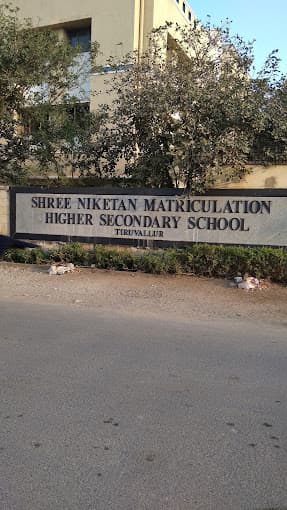 SHREE NIKETAN MATRICULATION
HIGHER SECONDARY SCHOOL
TIRUVALLUR